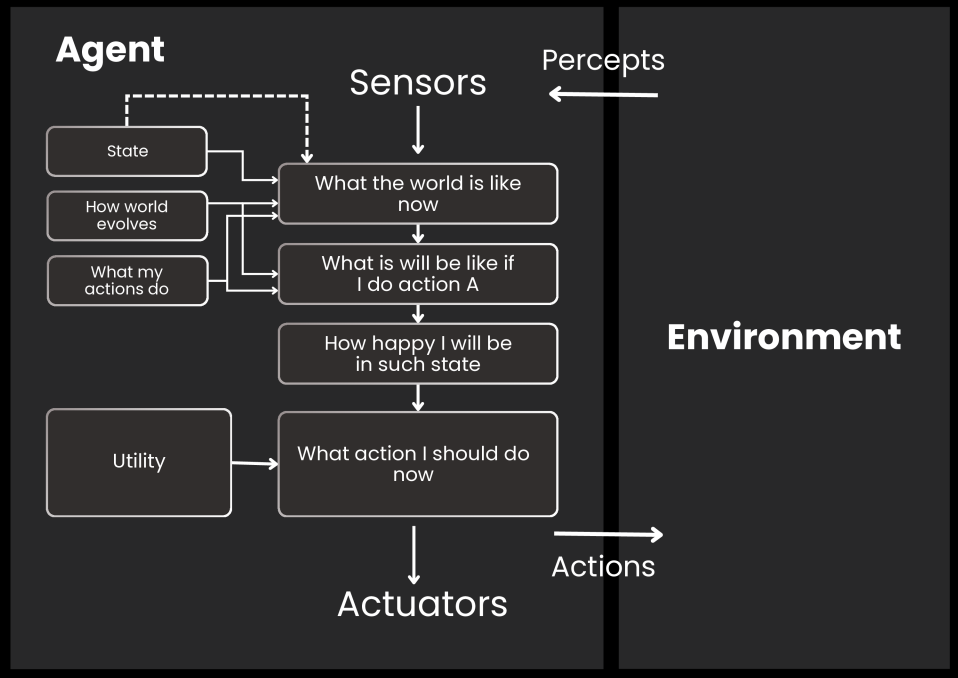 Agent
Percepts
Sensors
State
What the world is like
now
How world
evolves
What is will be like if
I do action A
What my
actions do
How happy I will be
in such state
Environment
Utility
What action I should do
now
Actions
Actuators